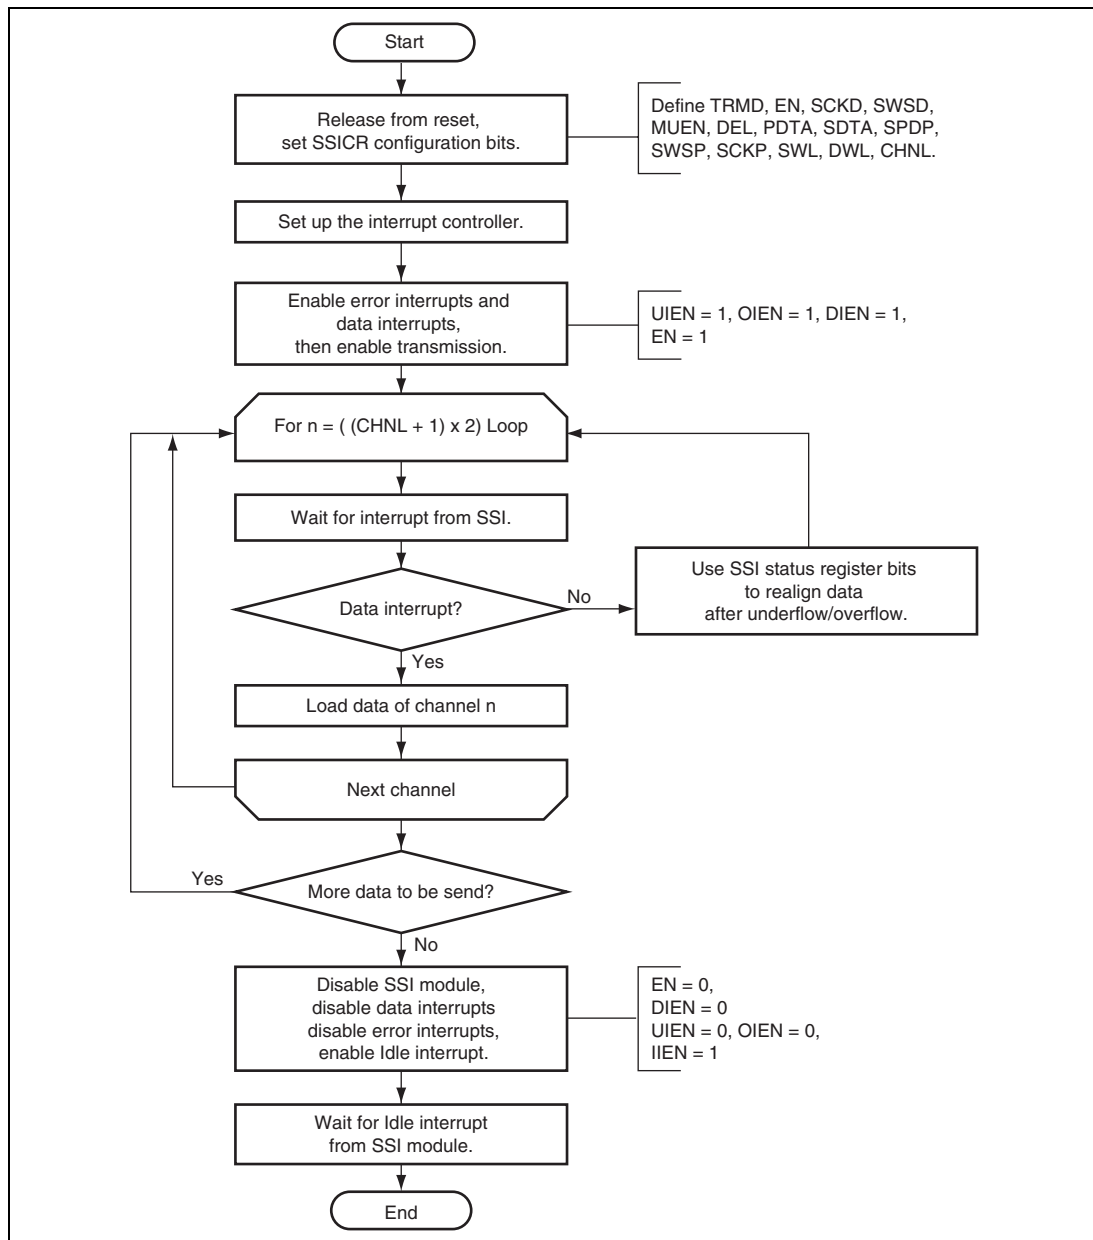 Start
Release from reset,
set SSICR configuration bits.
Define TRMD, EN, SCKD, SWSD,
MUEN, DEL, PDTA, SDTA, SPDP,
SWSP, SCKP, SWL, DWL, CHNL.
Set up the interrupt controller.
Enable error interrupts and
data interrupts,
then enable transmission.
UIEN = 1, OIEN = 1, DIEN = 1,
EN = 1
For n = ( (CHNL + 1) x 2) Loop
Wait for interrupt from SSI.
Data interrupt?
No
Use SSI status register bits
to realign data
after underflow/overflow.
Yes
Load data of channel n
Next channel
Yes
More data to be send?
No
Disable SSI module,
disable data interrupts
disable error interrupts,
enable Idle interrupt.
EN = 0,
DIEN = 0
UIEN = 0, OIEN = 0,
IIEN = 1
Wait for Idle interrupt
from SSI module.
End